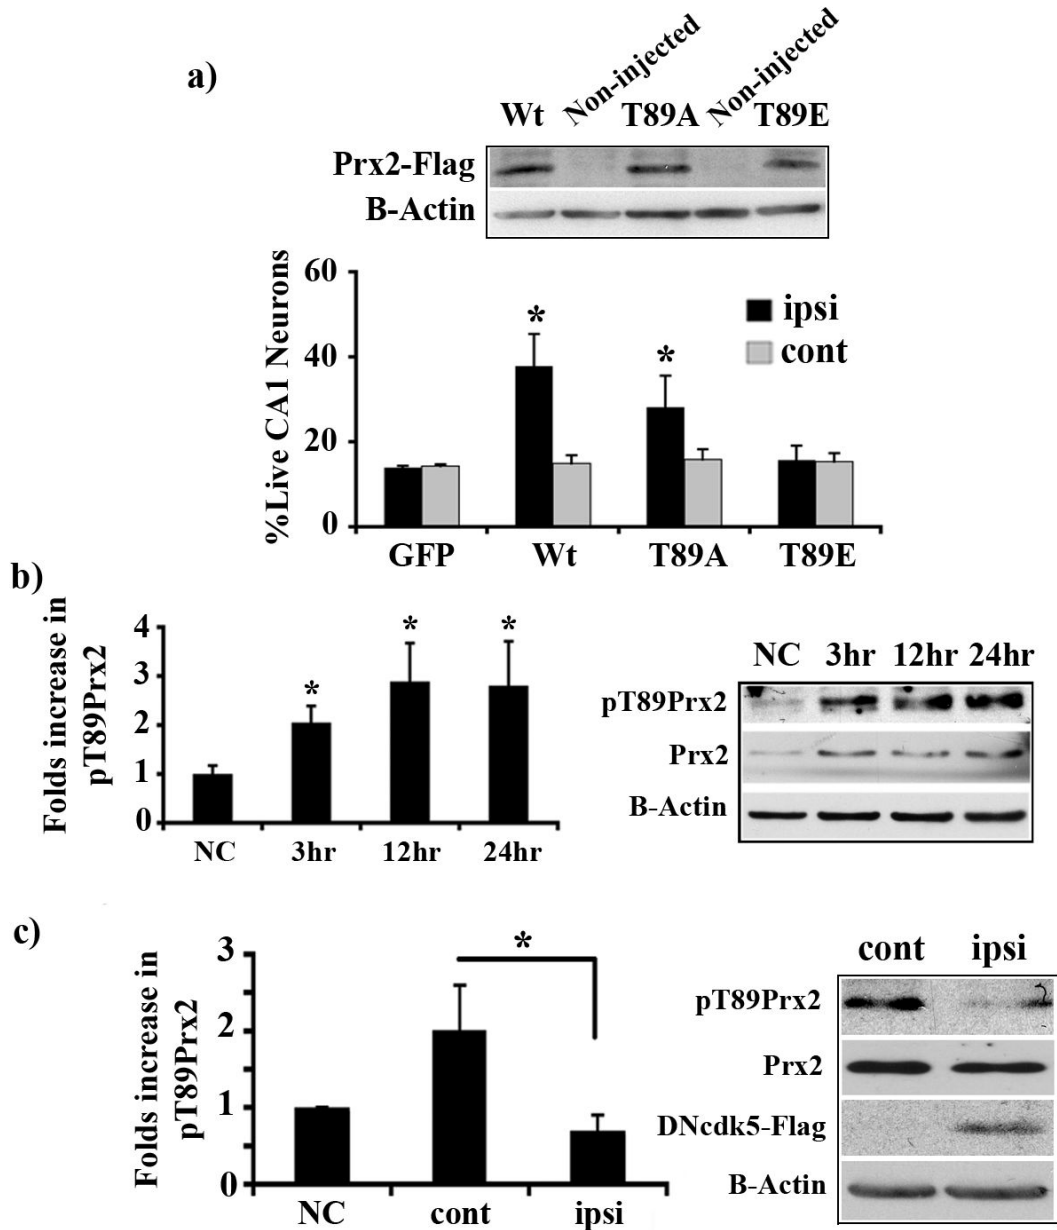 a)
Wt Non-injected T89A Non-injected T89E
Prx2-Flag
B-Actin
%Live CA1 Neurons
60
40
20
0
* *
ipsi
cont
GFP Wt T89A T89E
b)
Folds increase in
pT89Prx2
4
3
2
1
0
* * *
NC 3hr 12hr 24hr
NC 3hr 12hr 24hr
pT89Prx2
Prx2
B-Actin
c)
Folds increase in
pT89Prx2
3
2
1
0
*
NC cont ipsi
cont ipsi
pT89Prx2
Prx2
DNcdk5-Flag
B-Actin